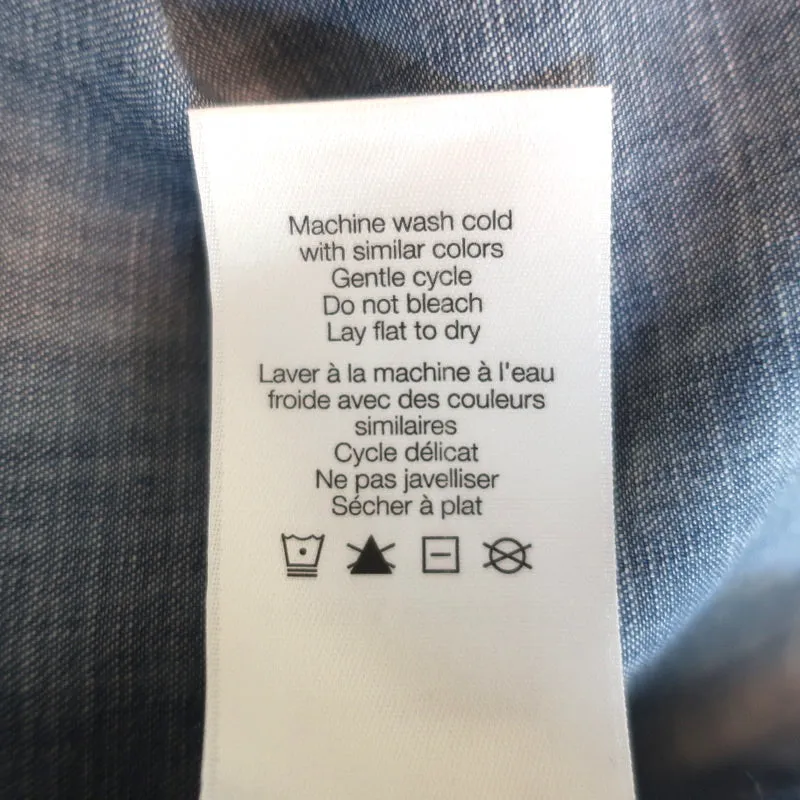 Machine wash cold
with similar colors
Gentle cycle
Do not bleach
Lay flat to dry
Laver à la machine à l'eau
froide avec des couleurs
similaires
Cycle délicat
Ne pas javelliser
Sécher à plat